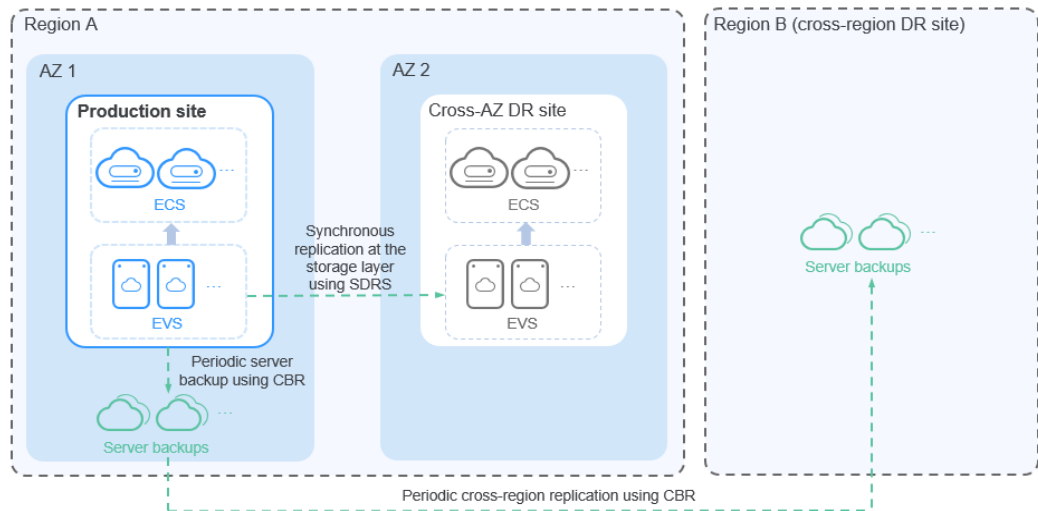 Region A
AZ 1
Production site
ECS
EVS
Periodic server
backup using CBR
Server backups
Synchronous
replication at the
storage layer
using SDRS
AZ 2
Cross-AZ DR site
ECS
EVS
Region B (cross-region DR site)
Server backups
Periodic cross-region replication using CBR